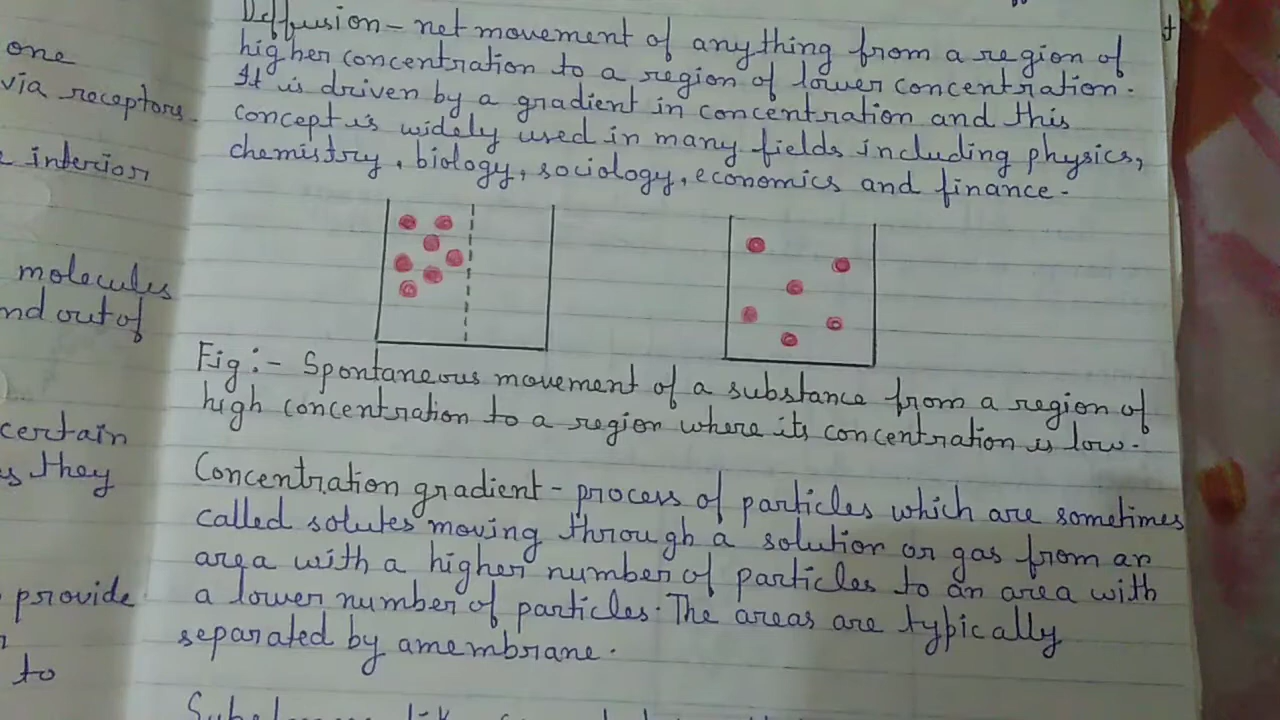 one
via receptors.
interior
molecules
nd out of
certain
they
provide
to
Diffusion - net movement of anything from a region of
higher concentration to a region of lower concentration.
It is driven by a gradient in concentration and this
concept is widely used in many fields including physics,
chemistry, biology, sociology, economics and finance.
Fig:- Spontaneous movement of a substance from a region of
high concentration to a region where its concentration is low.
Concentration gradient - process of particles which are sometimes
called solutes moving through a solution or gas from an
area with a higher number of particles to an area with
a lower number of particles. The areas are typically
separated by amembrane.